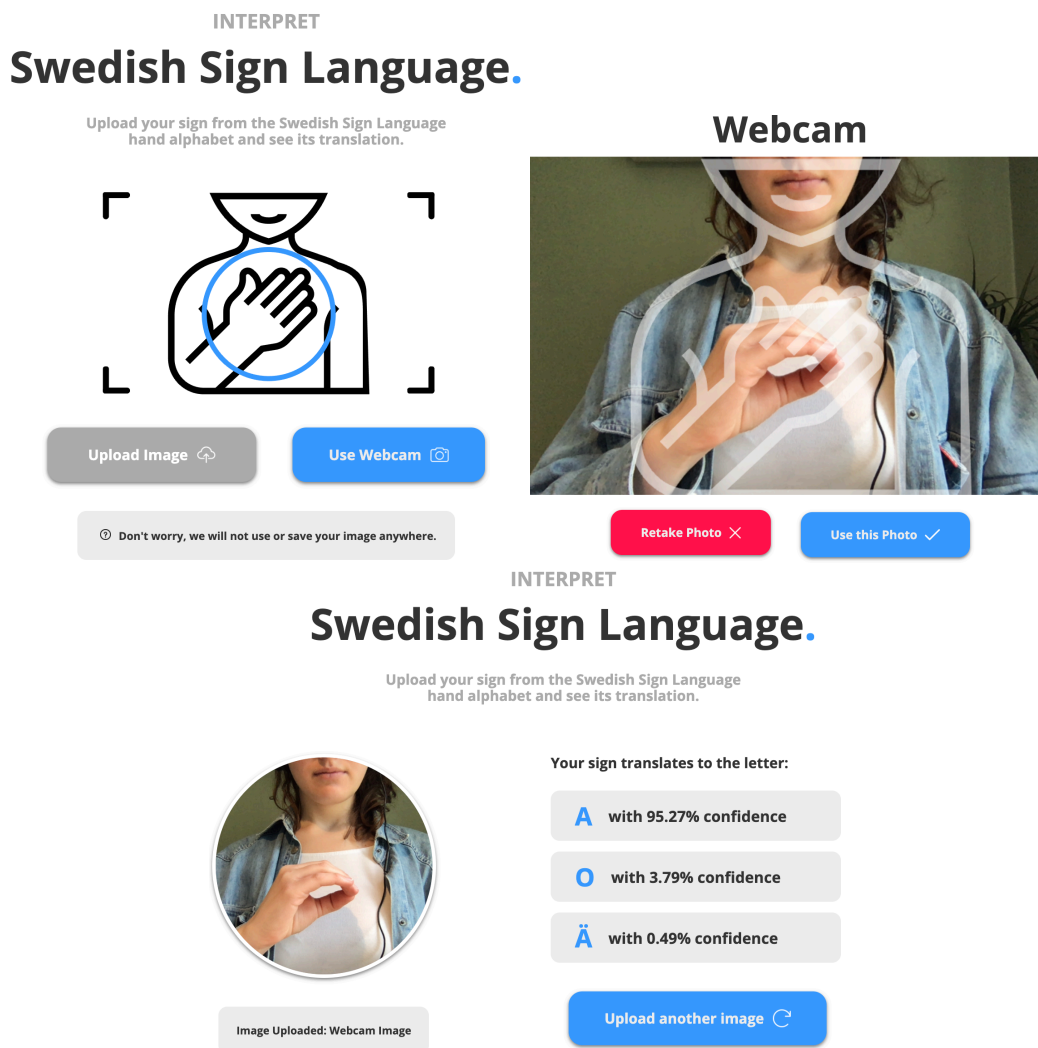 INTERPRET
Swedish Sign Language.
Upload your sign from the Swedish Sign Language
hand alphabet and see its translation.
Upload Image
Use Webcam
Don't worry, we will not use or save your image anywhere.
Webcam
Retake Photo
Use this Photo
INTERPRET
Swedish Sign Language.
Upload your sign from the Swedish Sign Language
hand alphabet and see its translation.
Image Uploaded: Webcam Image
Your sign translates to the letter:
A with 95.27% confidence
O with 3.79% confidence
Ä with 0.49% confidence
Upload another image